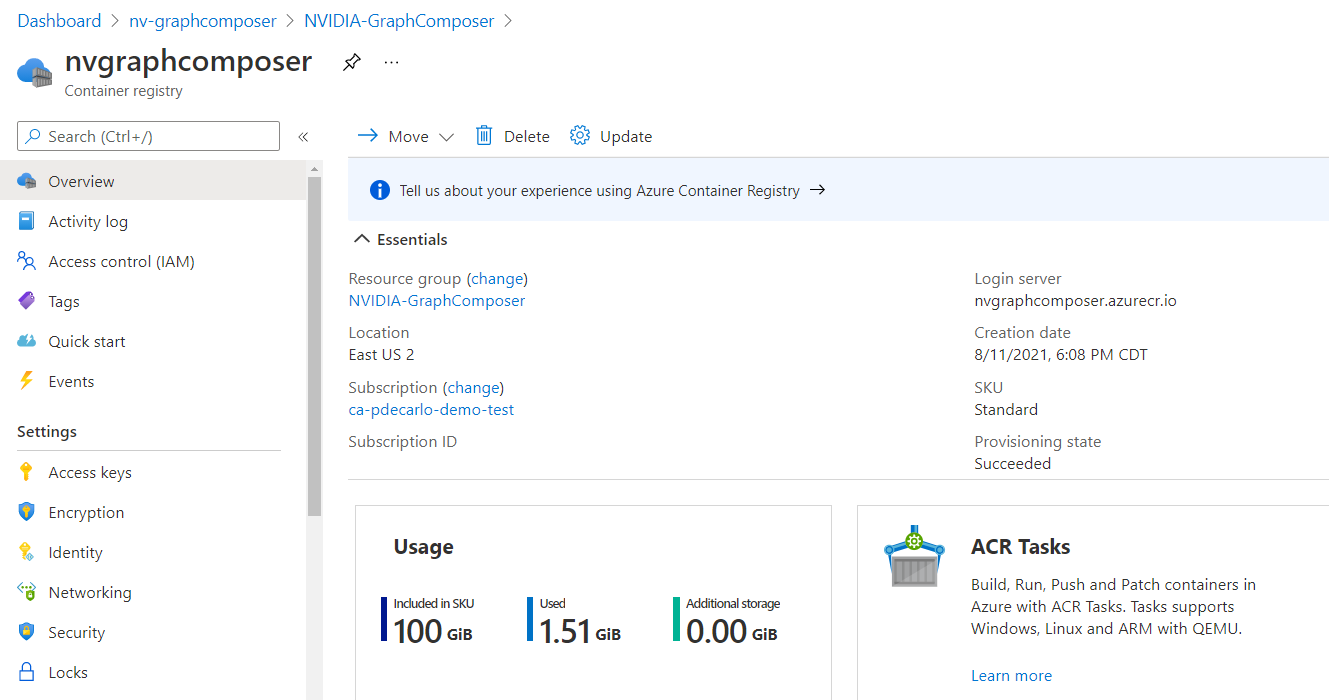 Dashboard > nv-graphcomposer > NVIDIA-GraphComposer >
nvgraphcomposer ...
Container registry
Search (Ctrl+/) «
Overview
Activity log
Access control (IAM)
Tags
Quick start
Events
Settings
Access keys
Encryption
Identity
Networking
Security
Locks
Move Delete Update
Tell us about your experience using Azure Container Registry →
Essentials
Resource group (change)
NVIDIA-GraphComposer
Location
East US 2
Subscription (change)
ca-pdecarlo-demo-test
Subscription ID
Login server
nvgraphcomposer.azurecr.io
Creation date
8/11/2021, 6:08 PM CDT
SKU
Standard
Provisioning state
Succeeded
Usage
Included in SKU
100 GiB
Used
1.51 GiB
Additional storage
0.00 GiB
ACR Tasks
Build, Run, Push and Patch containers in
Azure with ACR Tasks. Tasks supports
Windows, Linux and ARM with QEMU.
Learn more